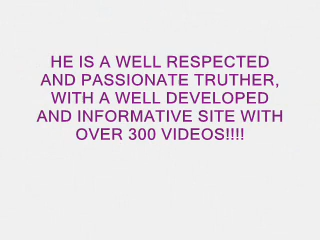 HE IS A WELL RESPECTED
AND PASSIONATE TRUTHER,
WITH A WELL DEVELOPED
AND INFORMATIVE SITE WITH
OVER 300 VIDEOS!!!!